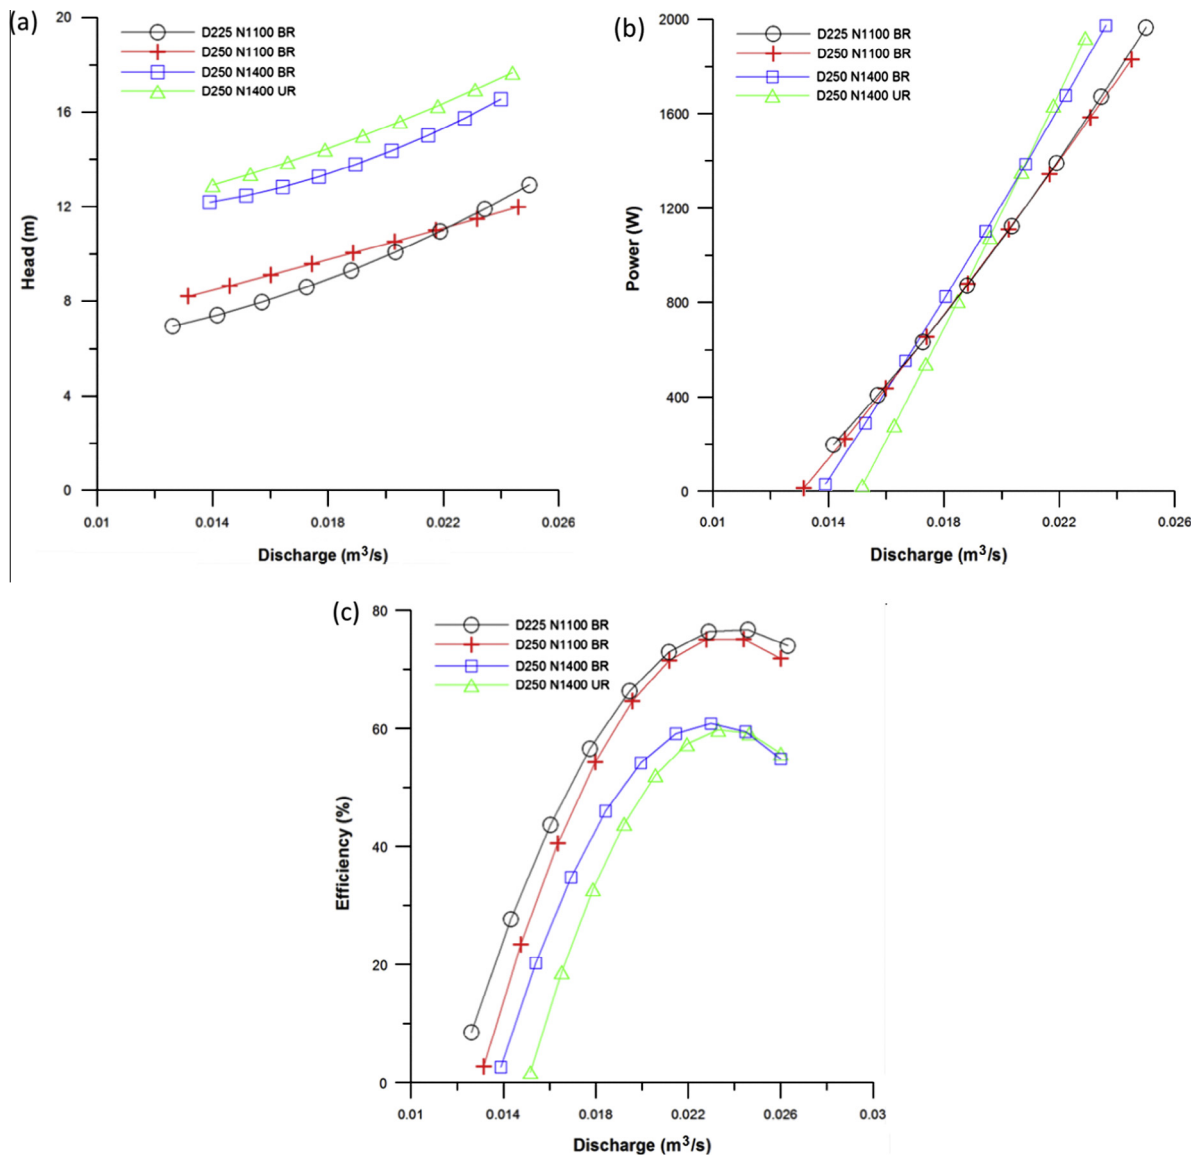 (a)
20
16
12
8
4
0
Head (m)
D225 N1100 BR
D250 N1100 BR
D250 N1400 BR
D250 N1400 UR
0.01 0.014 0.018 0.022 0.026
Discharge (m³/s)
(b)
2000
1600
1200
800
400
0
Power (W)
D225 N1100 BR
D250 N1100 BR
D250 N1400 BR
D250 N1400 UR
0.01 0.014 0.018 0.022 0.026
Discharge (m³/s)
(c)
80
60
40
20
0
Efficiency (%)
D225 N1100 BR
D250 N1100 BR
D250 N1400 BR
D250 N1400 UR
0.01 0.014 0.018 0.022 0.026 0.03
Discharge (m³/s)